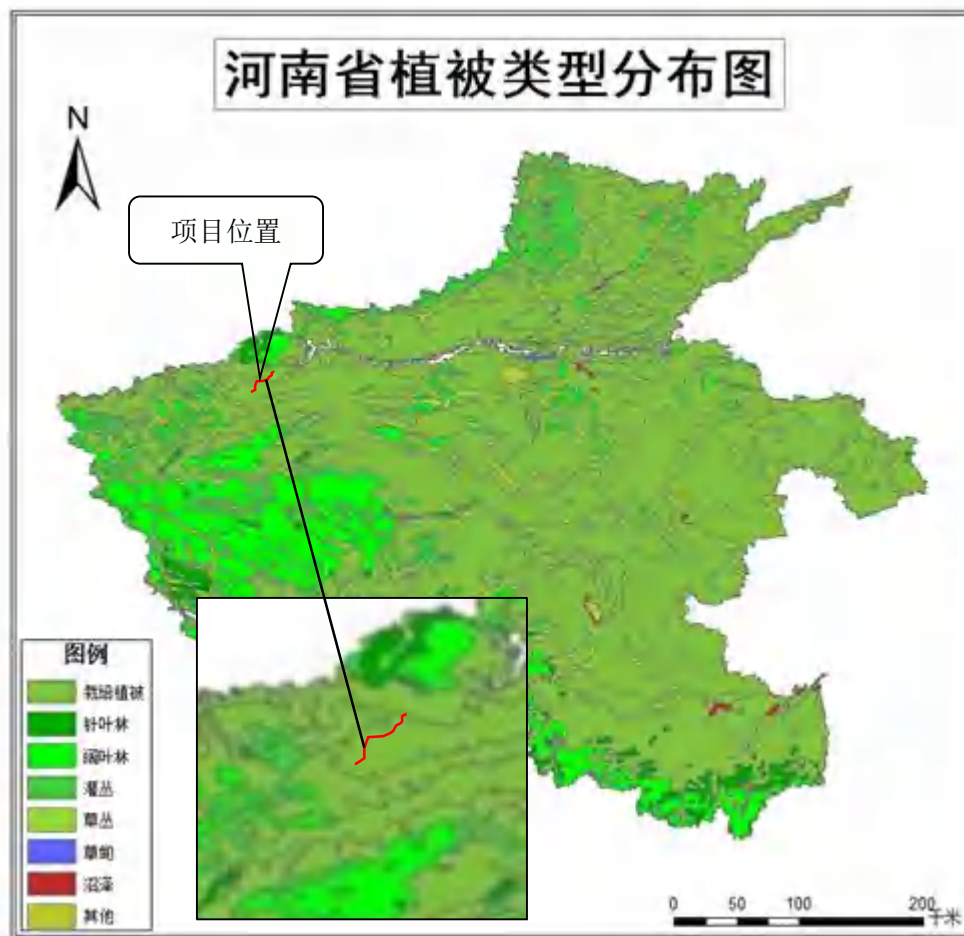 河南省植被类型分布图
N
项目位置
图例
栽培植被
针叶林
阔叶林
灌丛
草丛
草甸
沼泽
其他
0 50 100 200
千米